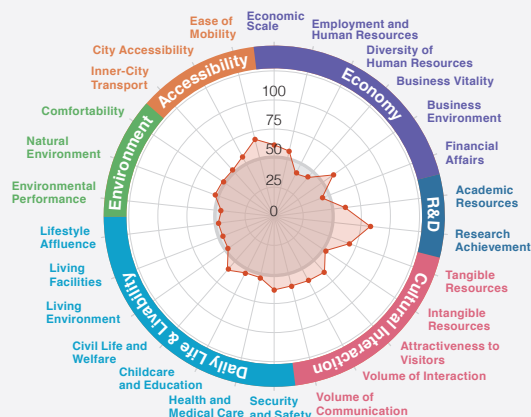 Economic
Scale
Employment and
Human Resources
Diversity of
Human Resources
Business Vitality
Business
Environment
Financial
Affairs
Academic
Resources
Research
Achievement
Tangible
Resources
Intangible
Resources
Attractiveness to
Visitors
Volume of Interaction
Volume of
Communication
Security
and Safety
Health and
Medical Care
Childcare
and Education
Civil Life and
Welfare
Living
Environment
Living
Facilities
Lifestyle
Affluence
Environmental
Performance
Natural
Environment
Comfortability
Inner-City
Transport
City Accessibility
Ease of
Mobility
Economy
R&D
Cultural Interaction
Daily Life & Livability
Environment
Accessibility
100
75
50
25
0